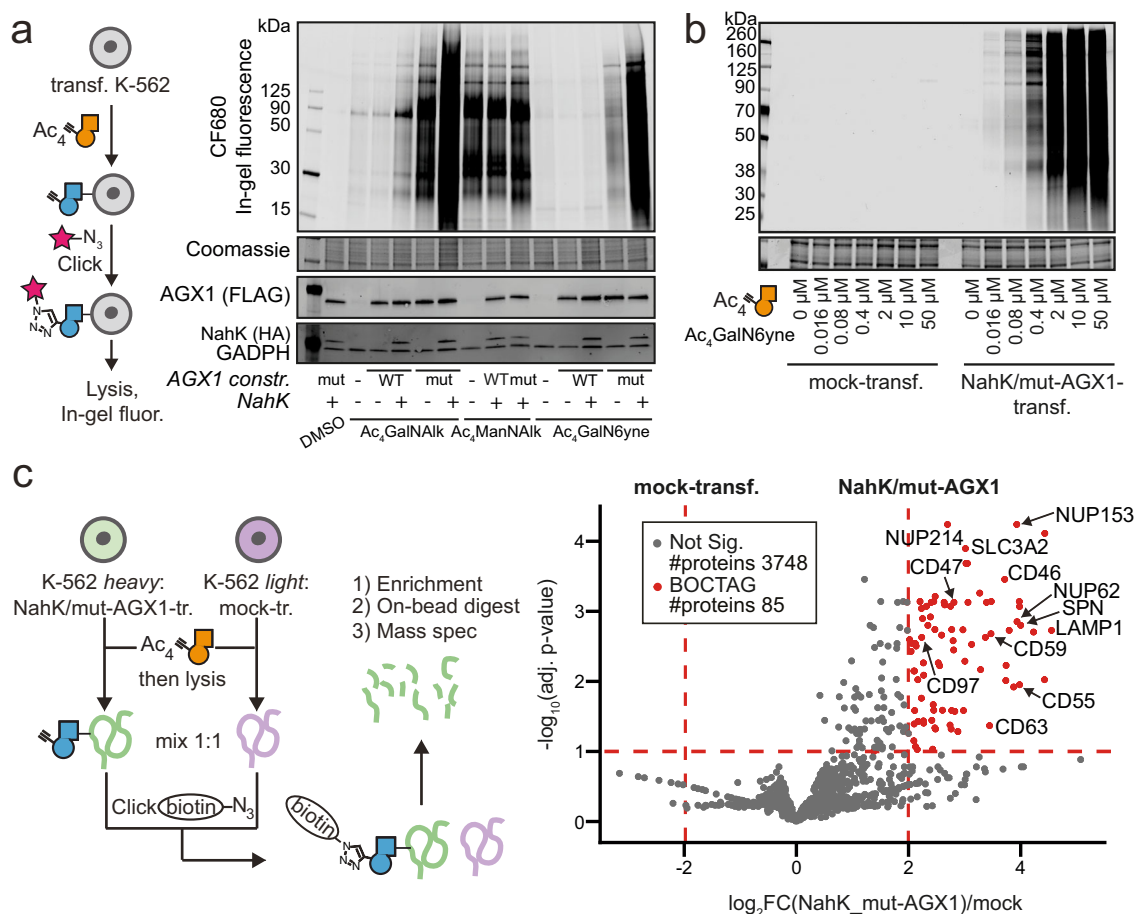 a
transf. K-562
Ac4
N3
Click
N
N
N
Lysis,
In-gel fluor.
kDa
125
90
50
30
15
CF680
In-gel fluorescence
Coomassie
AGX1 (FLAG)
NahK (HA)
GADPH
AGX1 constr. mut - WT mut - WT mut - WT mut
NahK + - - + - + - + + - - + - +
DMSO Ac4GalNAlk Ac4ManNAlk Ac4GalN6yne
b
kDa
260
160
125
90
70
50
38
30
25
Ac4
Ac4GalN6yne
0 µM 0.016 µM 0.08 µM 0.4 µM 2 µM 10 µM 50 µM 0 µM 0.016 µM 0.08 µM 0.4 µM 2 µM 10 µM 50 µM
mock-transf.
NahK/mut-AGX1-
transf.
c
K-562 heavy:
NahK/mut-AGX1-tr.
K-562 light:
mock-tr.
Ac4
then lysis
mix 1:1
Click biotin-N3
1) Enrichment
2) On-bead digest
3) Mass spec
biotin
N
N
N
mock-transf.
NahK/mut-AGX1
Not Sig.
#proteins 3748
BOCTAG
#proteins 85
NUP153
NUP214
SLC3A2
CD47
CD46
NUP62
SPN
LAMP1
CD59
CD97
CD55
CD63
-log10(adj. p-value)
4
3
2
1
0
-2 0 2 4
log2FC(NahK_mut-AGX1)/mock